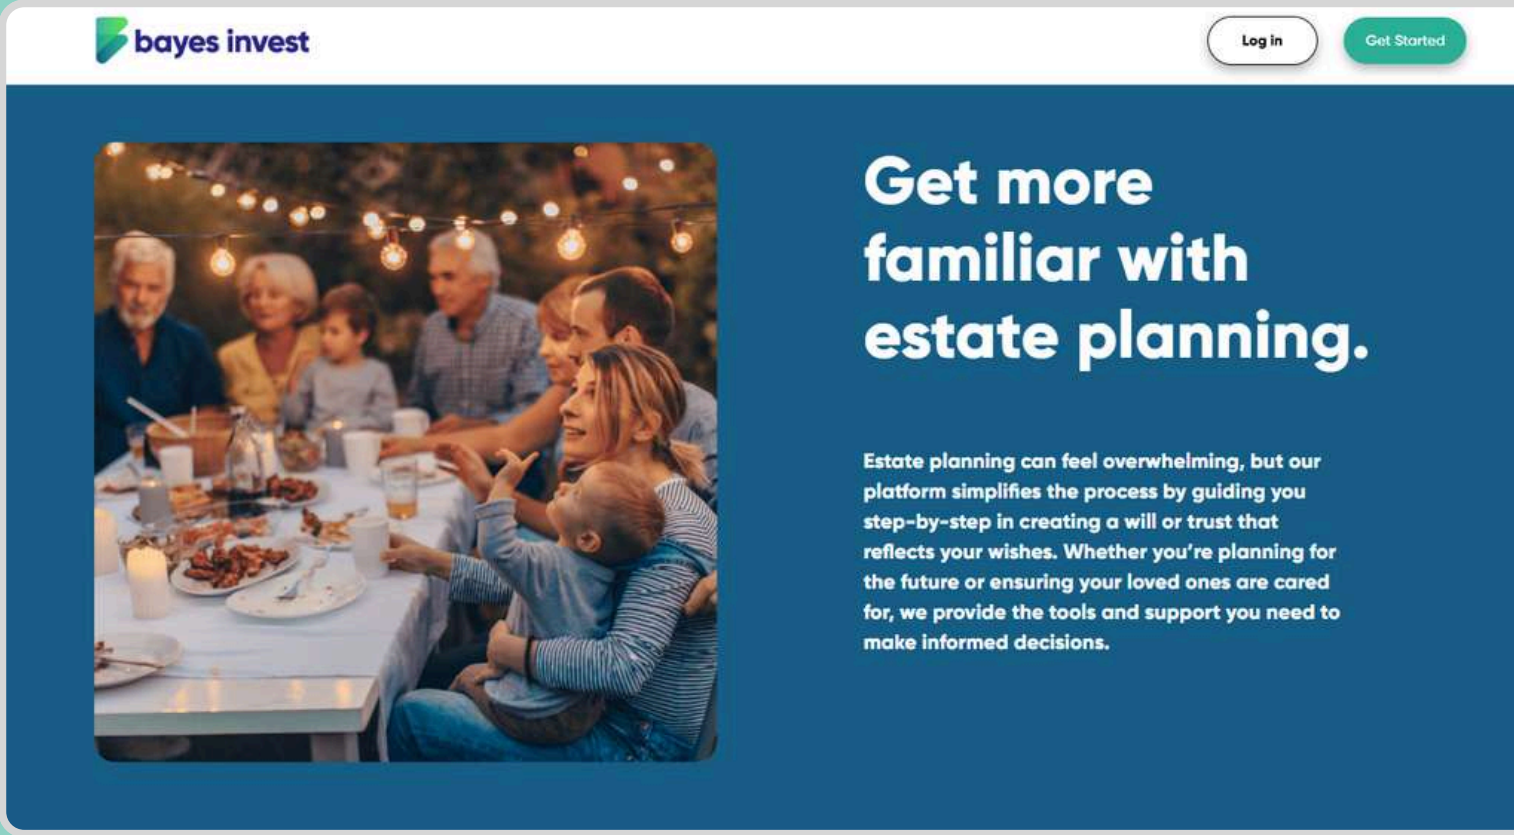 bayes invest
Log in
Get Started
Get more
familiar with
estate planning.
Estate planning can feel overwhelming, but our
platform simplifies the process by guiding you
step-by-step in creating a will or trust that
reflects your wishes. Whether you're planning for
the future or ensuring your loved ones are cared
for, we provide the tools and support you need to
make informed decisions.